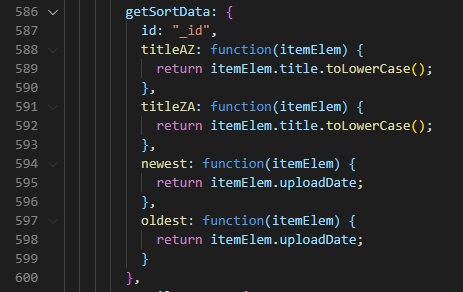 586 getSortData: {
587 id: "_id",
588 titleAZ: function(itemElem) {
589 return itemElem.title.toLowerCase();
590 },
591 titleZA: function(itemElem) {
592 return itemElem.title.toLowerCase();
593 },
594 newest: function(itemElem) {
595 return itemElem.uploadDate;
596 },
597 oldest: function(itemElem) {
598 return itemElem.uploadDate;
599 }
600 },